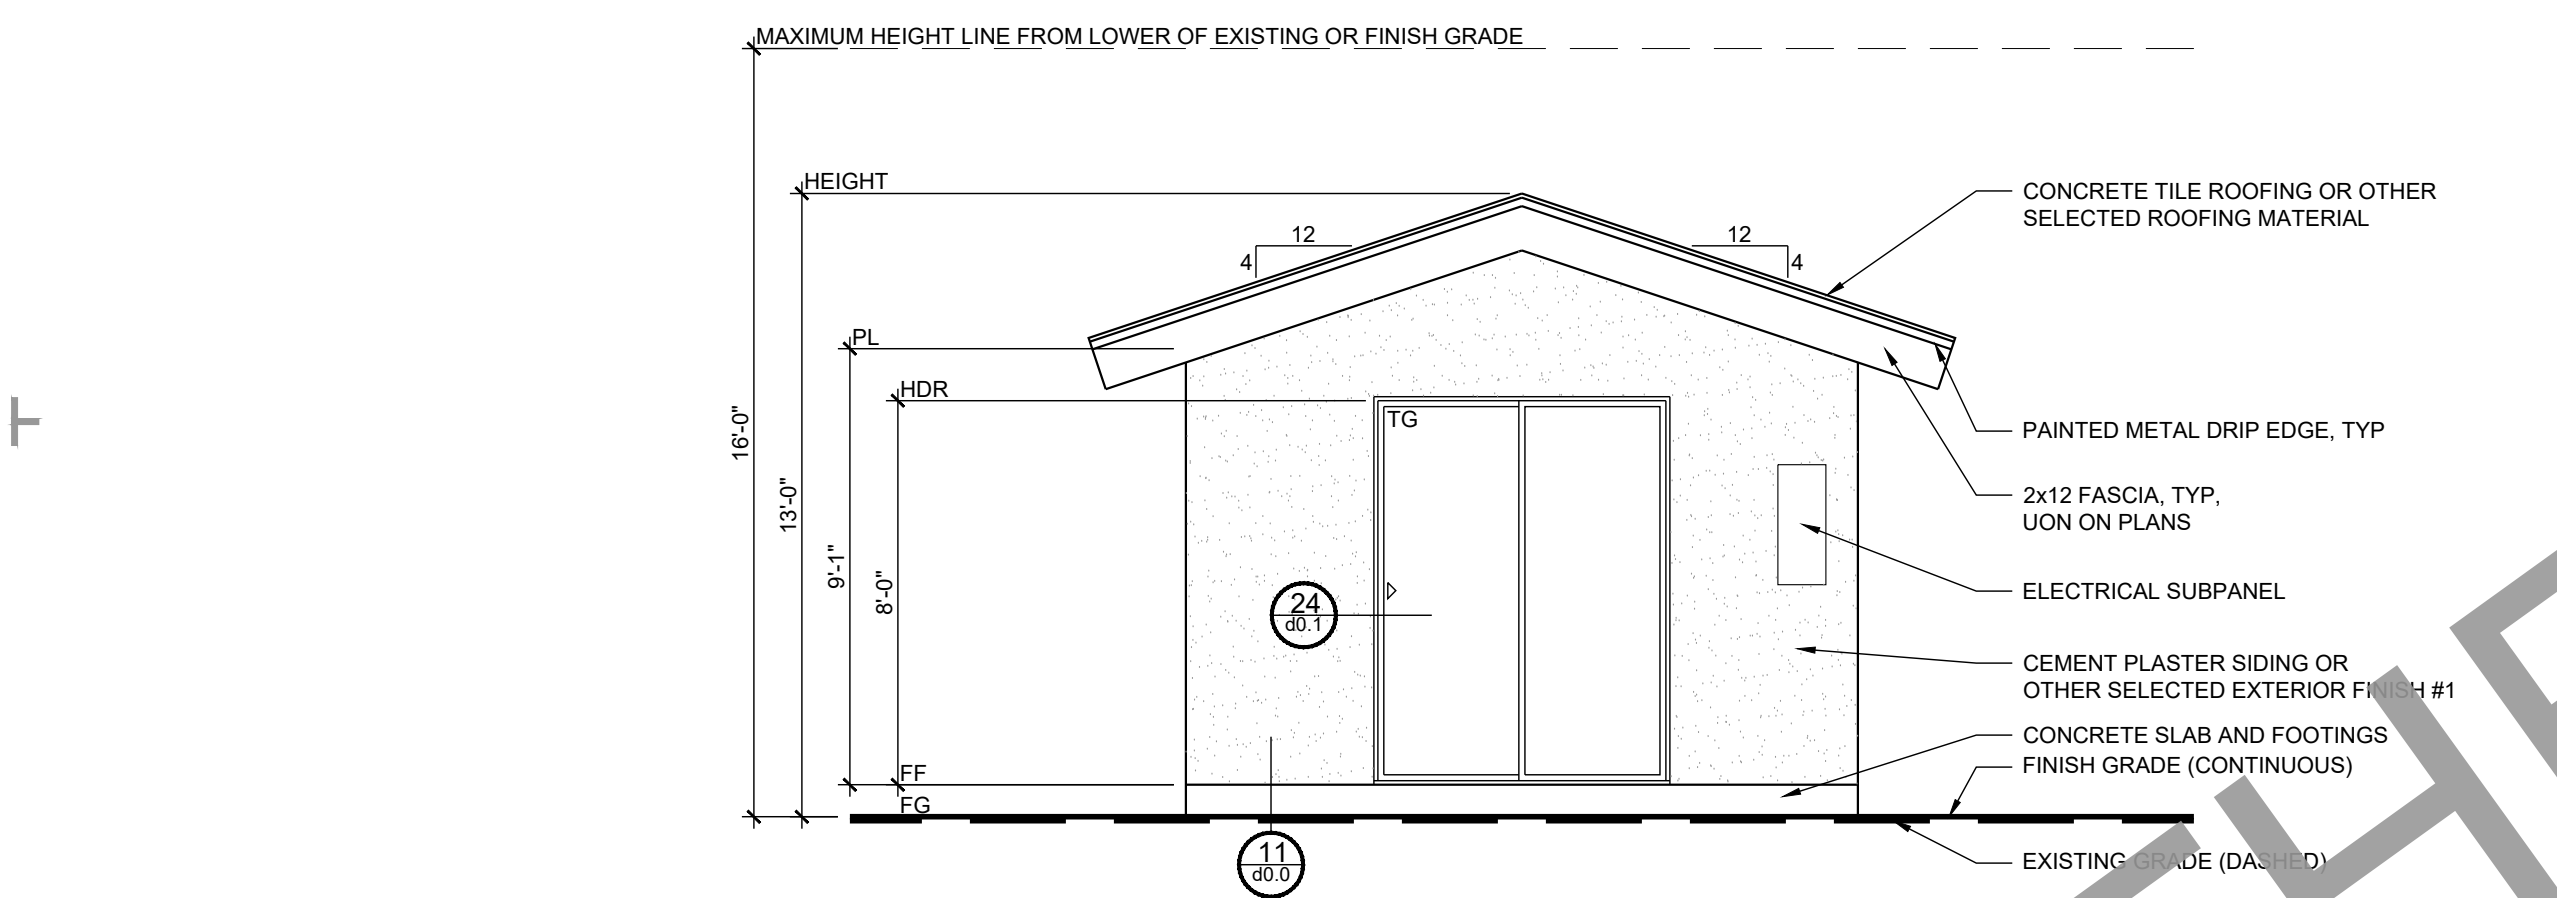 MAXIMUM HEIGHT LINE FROM LOWER OF EXISTING OR FINISH GRADE
HEIGHT
12
4
12
4
CONCRETE TILE ROOFING OR OTHER
SELECTED ROOFING MATERIAL
PL
HDR
TG
16'-0"
13'-0"
9'-1"
8'-0"
PAINTED METAL DRIP EDGE, TYP
2x12 FASCIA, TYP,
UON ON PLANS
ELECTRICAL SUBPANEL
24
d0.1
CEMENT PLASTER SIDING OR
OTHER SELECTED EXTERIOR FINISH #1
CONCRETE SLAB AND FOOTINGS
FINISH GRADE (CONTINUOUS)
FF
FG
EXISTING GRADE (DASHED)
11
d0.0